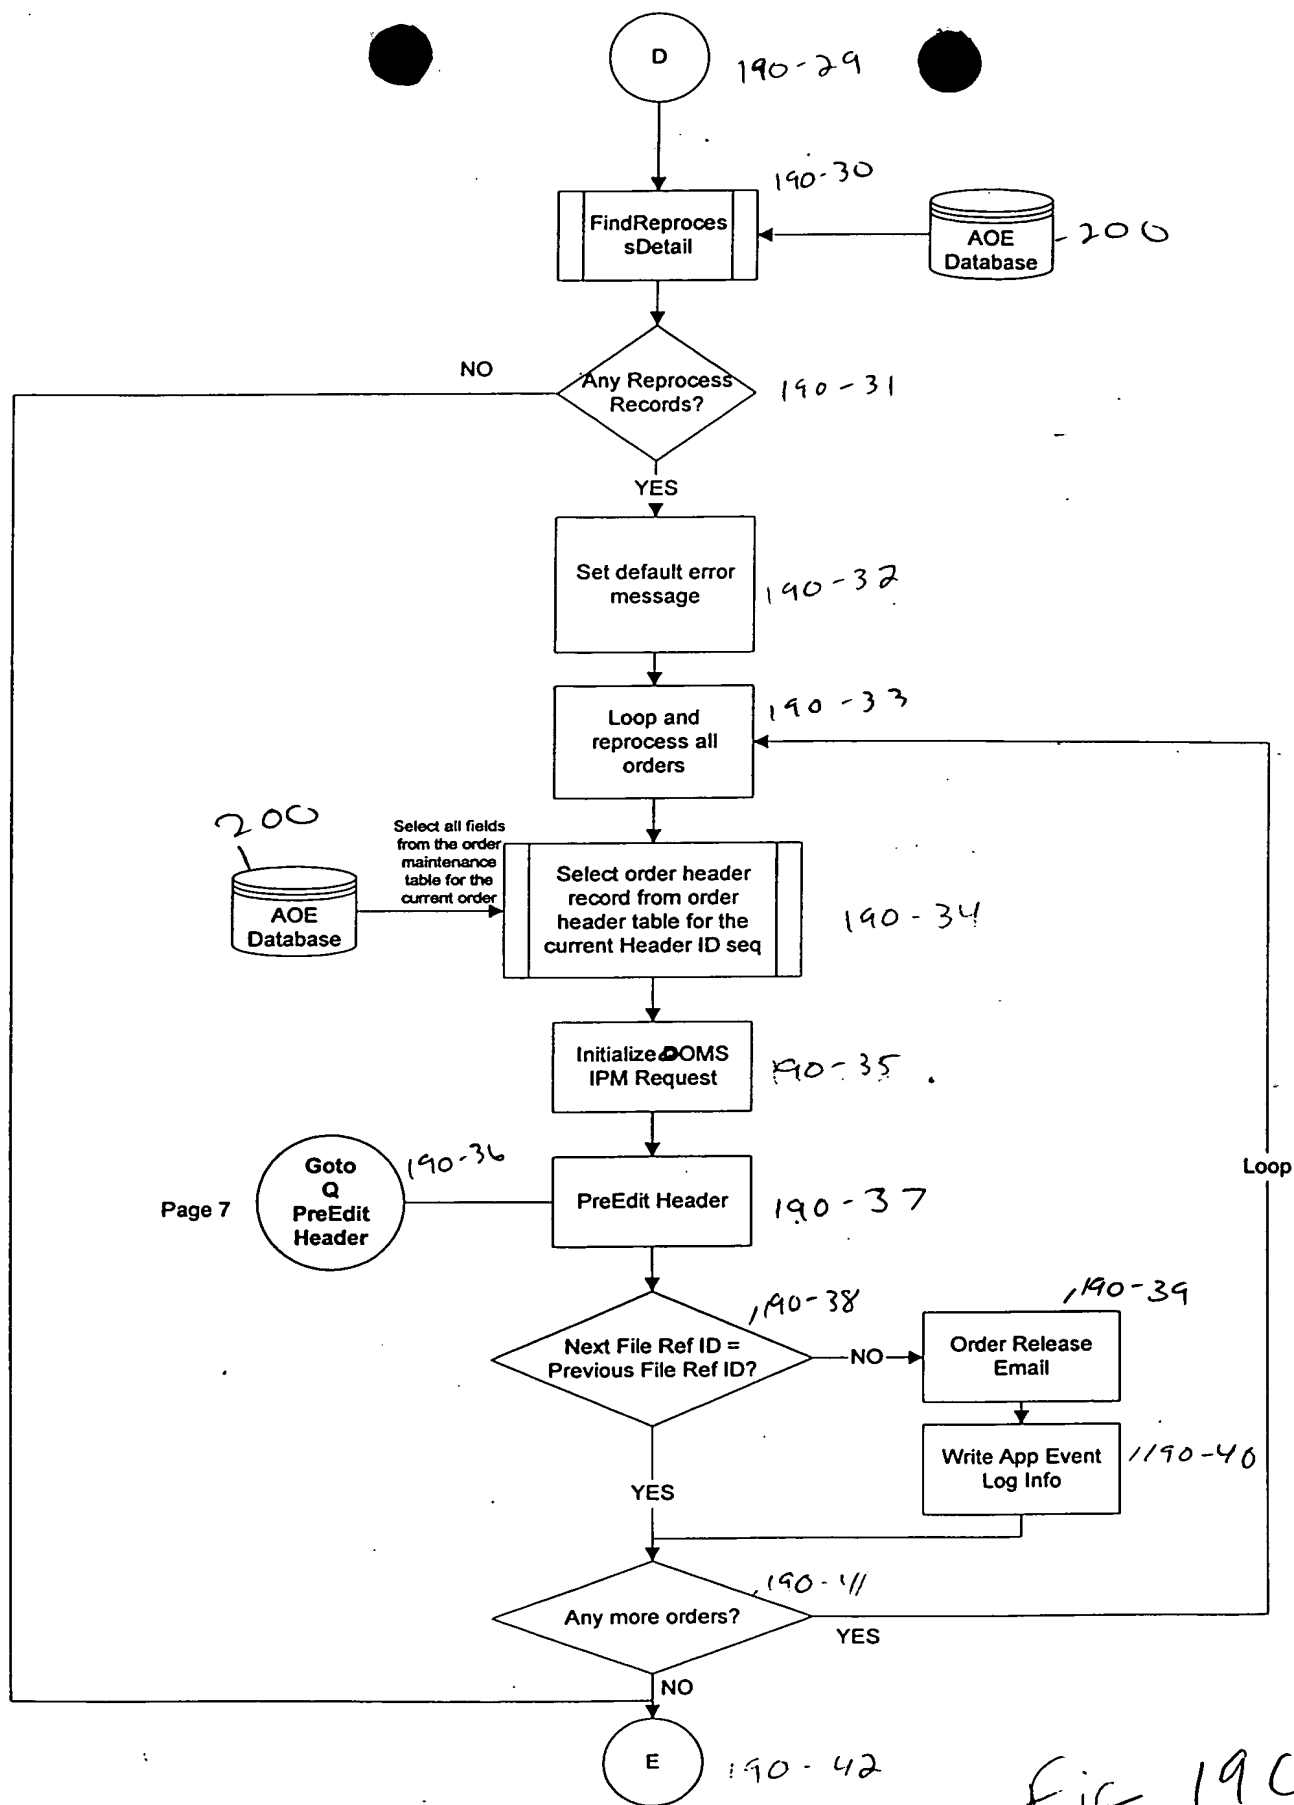 D
190-29
190-30
FindReproces
sDetail
AOE
Database
200
NO
Any Reprocess
Records?
190-31
YES
Set default error
message
190-32
Loop and
reprocess all
orders
190-33
200
Select all fields
from the order
maintenance
table for the
current order
AOE
Database
Select order header
record from order
header table for the
current Header ID seq
190-34
Initialize DOMS
IPM Request
190-35
Goto
Q
PreEdit
Header
190-36
Page 7
PreEdit Header
190-37
Loop
Next File Ref ID =
Previous File Ref ID?
190-38
NO
190-39
Order Release
Email
Write App Event
Log Info
190-40
YES
Any more orders?
190-41
YES
NO
E
190-42
Fig 19C